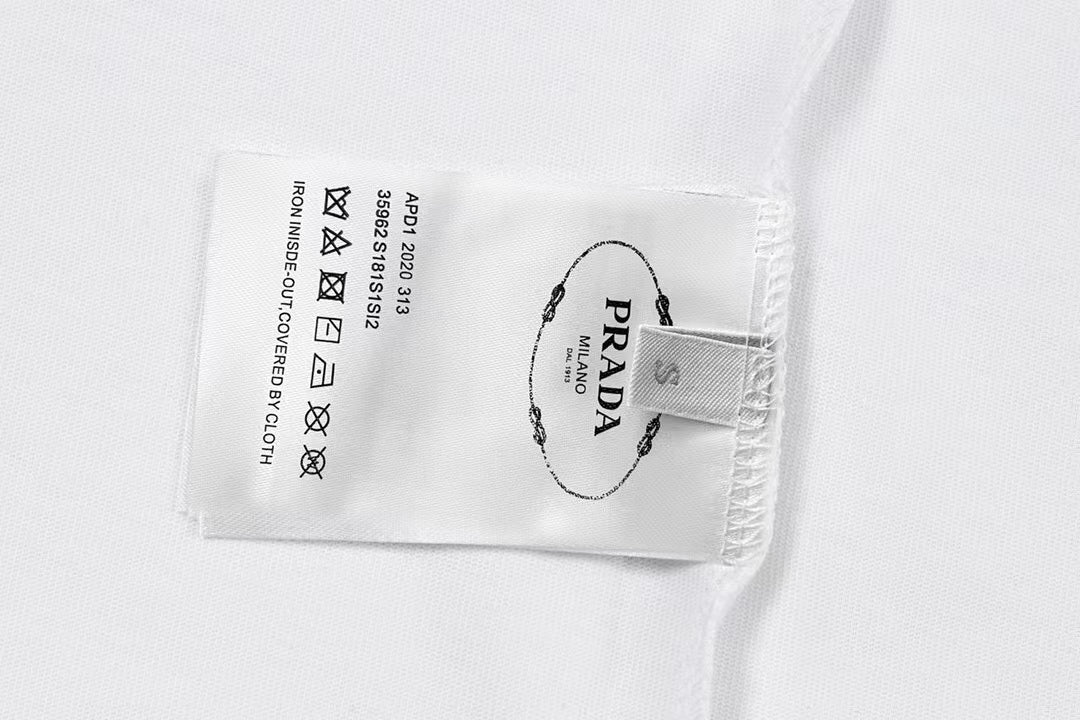 S
PRADA
MILANO
DAL 1913
APD1 2020 313
35962 S181S1SI2
IRON INISDE-OUT,COVERED BY CLOTH